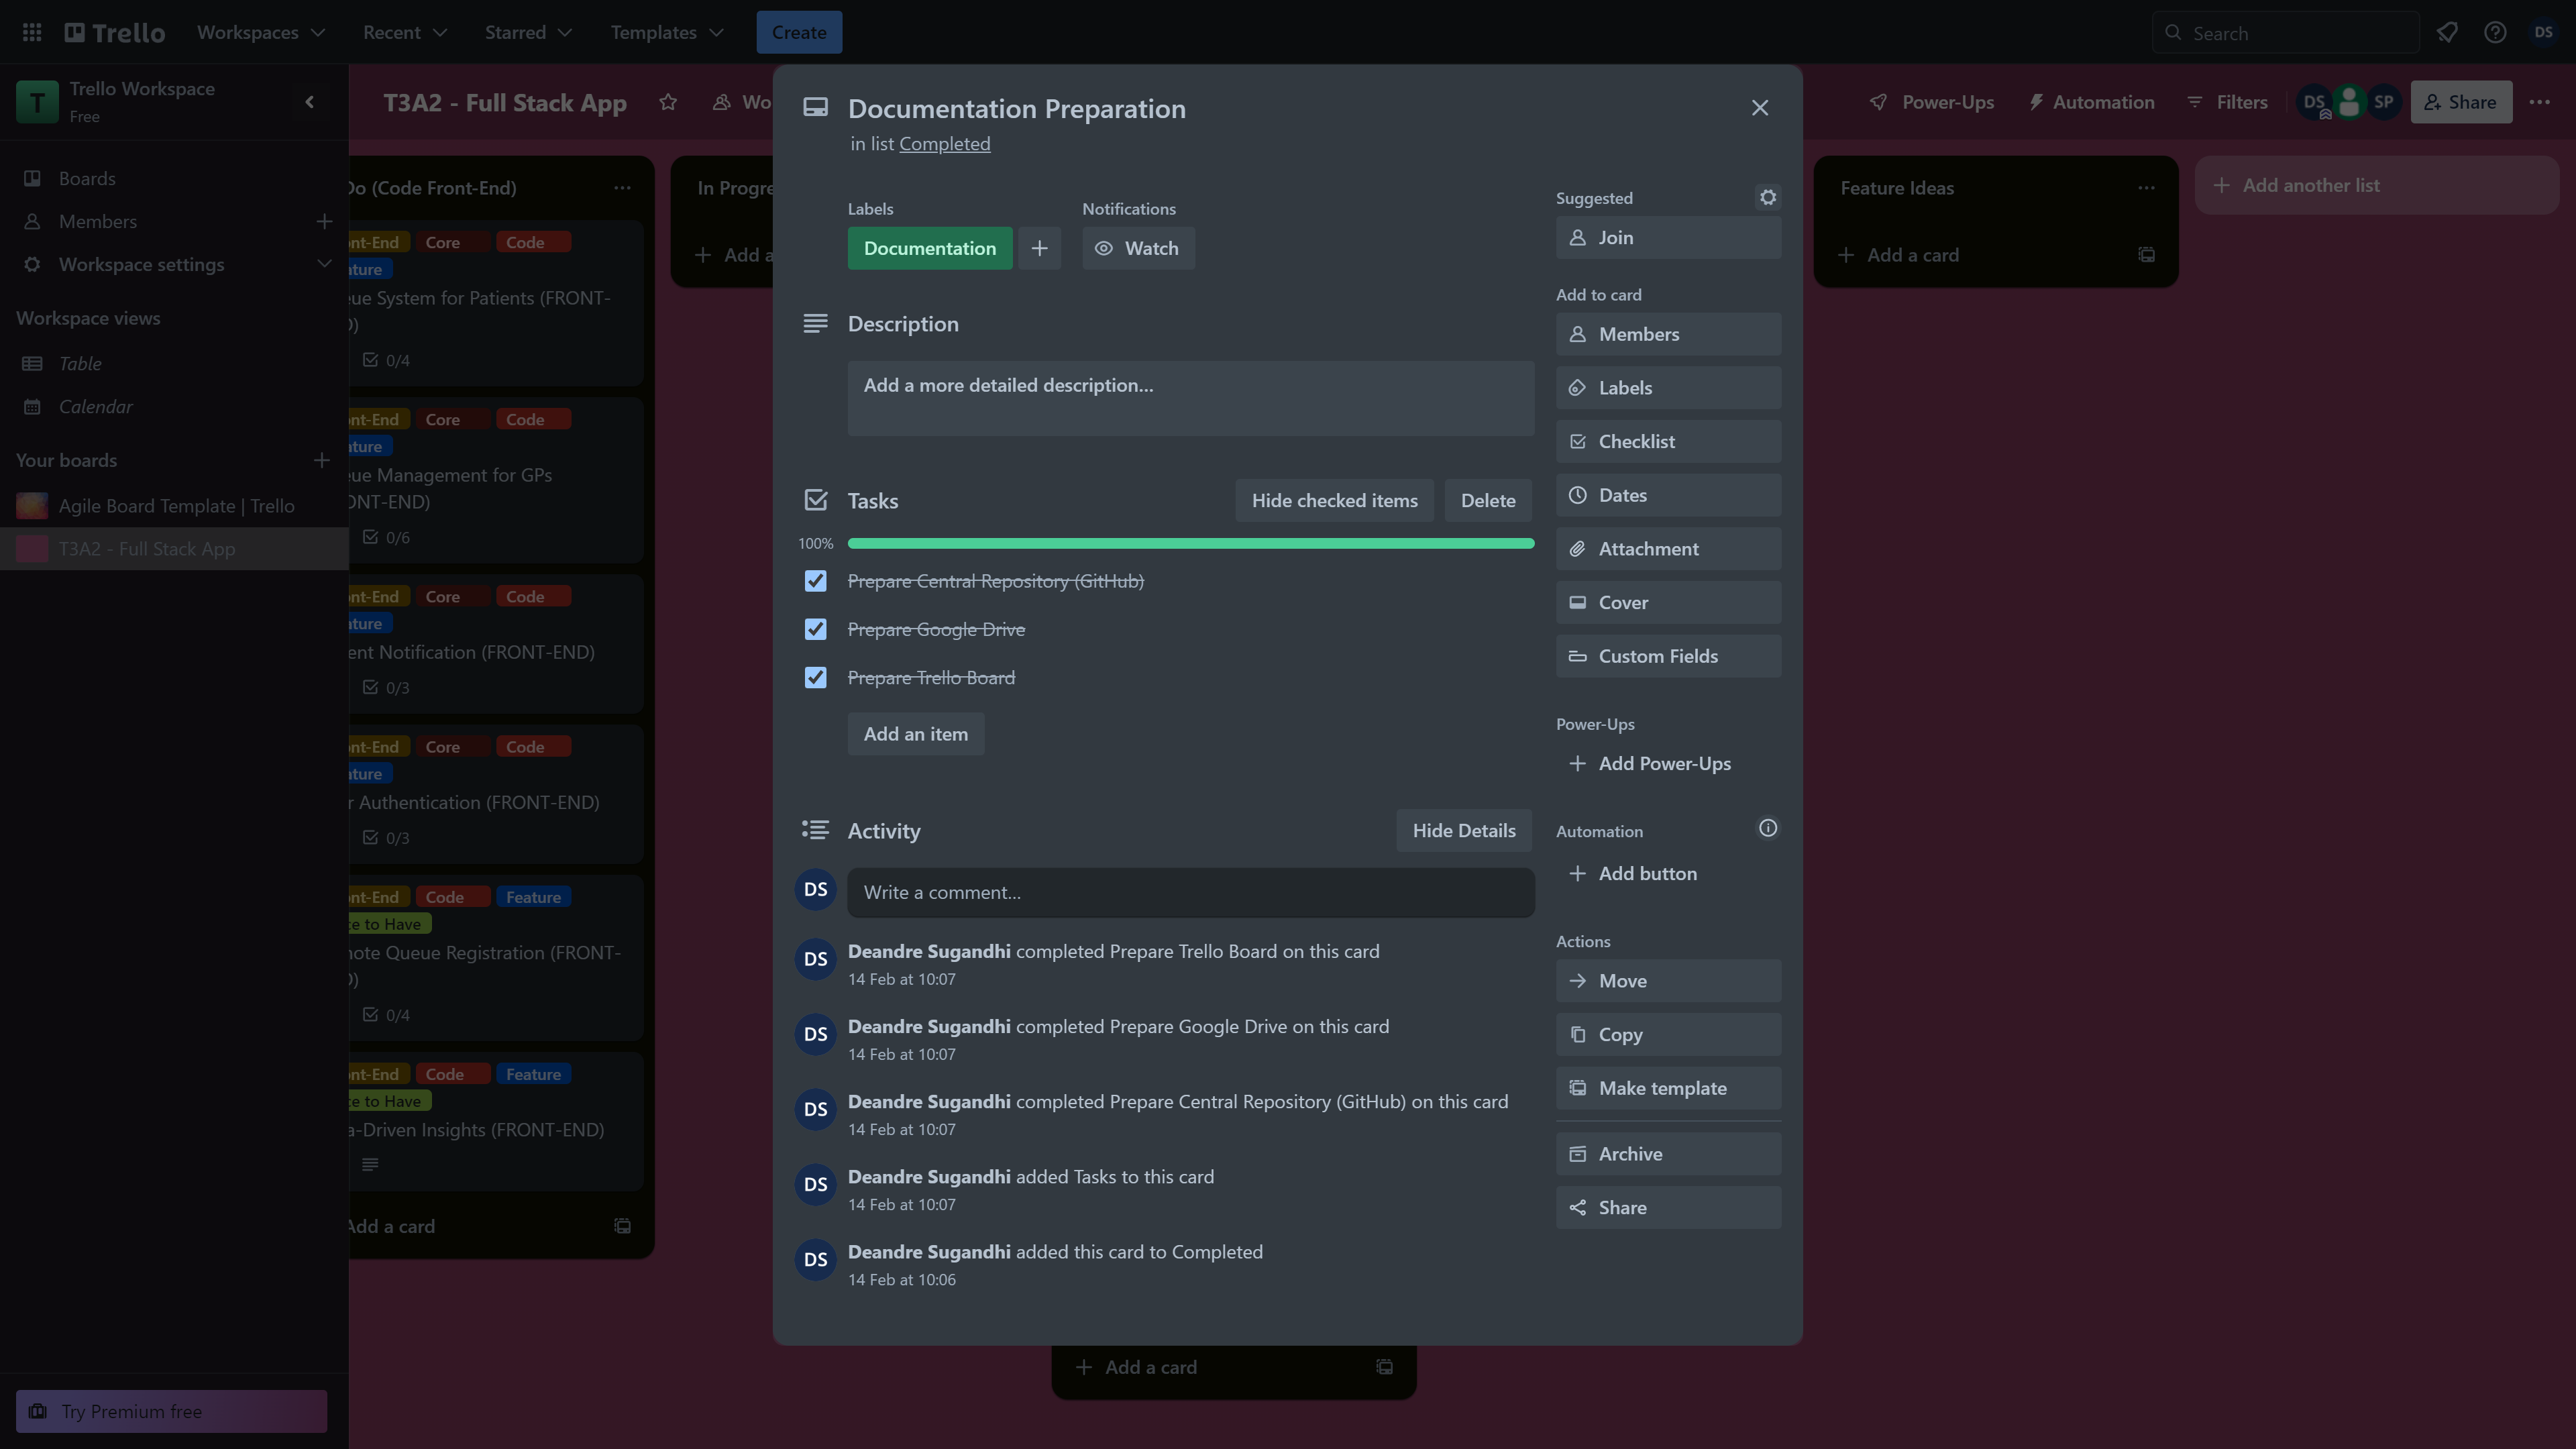 Trello
Workspaces
Recent
Starred
Templates
Create
Search
DS
T
Trello Workspace
Free
T3A2 - Full Stack App
Wo
Power-Ups
Automation
Filters
DS
SP
Share
Boards
Members
Workspace settings
Workspace views
Table
Calendar
Your boards
Agile Board Template | Trello
T3A2 - Full Stack App
Try Premium free
Do (Code Front-End)
nt-End Core Code
ture
ue System for Patients (FRONT-
D)
0/4
nt-End Core Code
ture
ue Management for GPs
ONT-END)
0/6
nt-End Core Code
ture
ent Notification (FRONT-END)
0/3
nt-End Core Code
ture
r Authentication (FRONT-END)
0/3
nt-End Code Feature
e to Have
note Queue Registration (FRONT-
D)
0/4
nt-End Code Feature
e to Have
a-Driven Insights (FRONT-END)
Add a card
In Progre
Add a
Documentation Preparation
in list Completed
Labels
Documentation
Notifications
Watch
Description
Add a more detailed description...
Tasks
Hide checked items
Delete
100%
Prepare Central Repository (GitHub)
Prepare Google Drive
Prepare Trello Board
Add an item
Activity
Hide Details
DS
Write a comment...
DS
Deandre Sugandhi completed Prepare Trello Board on this card
14 Feb at 10:07
DS
Deandre Sugandhi completed Prepare Google Drive on this card
14 Feb at 10:07
DS
Deandre Sugandhi completed Prepare Central Repository (GitHub) on this card
14 Feb at 10:07
DS
Deandre Sugandhi added Tasks to this card
14 Feb at 10:07
DS
Deandre Sugandhi added this card to Completed
14 Feb at 10:06
Suggested
Join
Add to card
Members
Labels
Checklist
Dates
Attachment
Cover
Custom Fields
Power-Ups
Add Power-Ups
Automation
Add button
Actions
Move
Copy
Make template
Archive
Share
Add a card
Feature Ideas
Add a card
Add another list